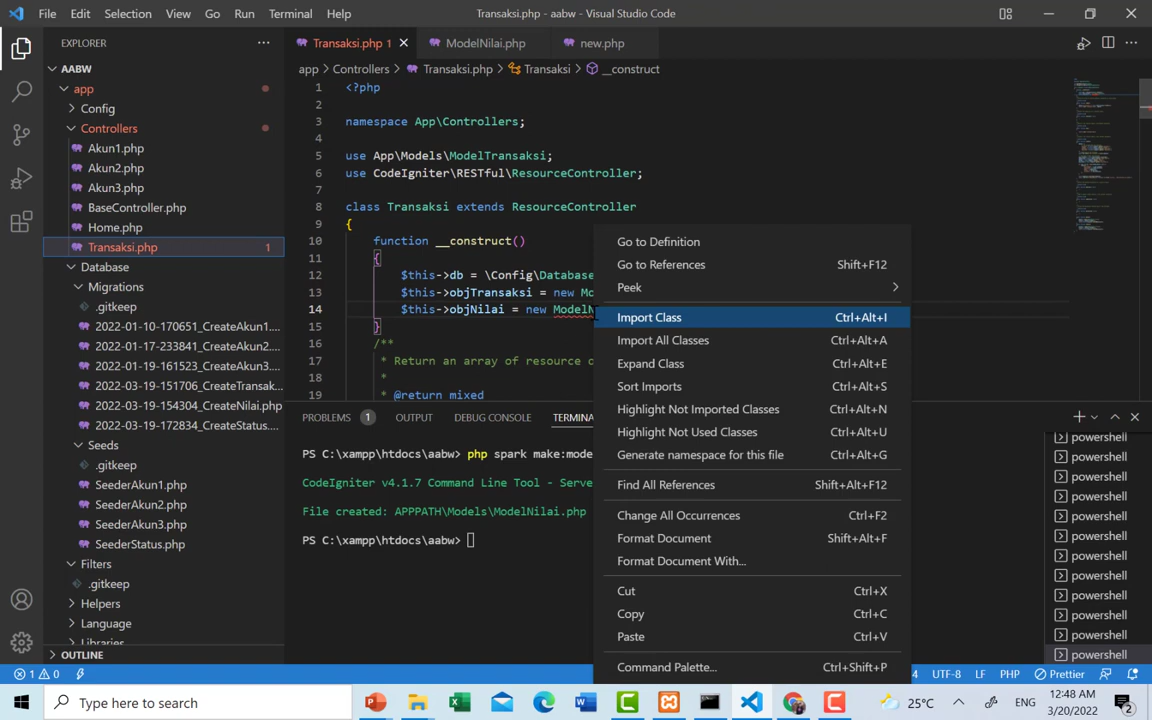 File Edit Selection View Go Run Terminal Help
Transaksi.php - aabw - Visual Studio Code
EXPLORER
Transaksi.php 1
ModelNilai.php
new.php
AABW
app > Controllers > Transaksi.php > Transaksi > __construct
app
Config
Controllers
Akun1.php
Akun2.php
Akun3.php
BaseController.php
Home.php
Transaksi.php 1
Database
Migrations
.gitkeep
2022-01-10-170651_CreateAkun1....
2022-01-17-233841_CreateAkun2....
2022-01-19-161523_CreateAkun3....
2022-03-19-151706_CreateTransak...
2022-03-19-154304_CreateNilai.php
2022-03-19-172834_CreateStatus....
Seeds
.gitkeep
SeederAkun1.php
SeederAkun2.php
SeederAkun3.php
SeederStatus.php
Filters
.gitkeep
Helpers
Language
Libraries
OUTLINE
1 <?php
2
3 namespace App\Controllers;
4
5 use App\Models\ModelTransaksi;
6 use CodeIgniter\RESTful\ResourceController;
7
8 class Transaksi extends ResourceController
9 {
10 function __construct()
11 {
12 $this->db = \Config\Database
13 $this->objTransaksi = new Mo
14 $this->objNilai = new ModelN
15 }
16 /**
17 * Return an array of resource o
18 *
19 * @return mixed
Go to Definition
Go to References Shift+F12
Peek
Import Class Ctrl+Alt+I
Import All Classes Ctrl+Alt+A
Expand Class Ctrl+Alt+E
Sort Imports Ctrl+Alt+S
Highlight Not Imported Classes Ctrl+Alt+N
Highlight Not Used Classes Ctrl+Alt+U
Generate namespace for this file Ctrl+Alt+G
Find All References Shift+Alt+F12
Change All Occurrences Ctrl+F2
Format Document Shift+Alt+F
Format Document With...
Cut Ctrl+X
Copy Ctrl+C
Paste Ctrl+V
Command Palette... Ctrl+Shift+P
PROBLEMS 1 OUTPUT DEBUG CONSOLE TERMINAL
PS C:\xampp\htdocs\aabw> php spark make:mode
CodeIgniter v4.1.7 Command Line Tool - Serve
File created: APPPATH\Models\ModelNilai.php
PS C:\xampp\htdocs\aabw>
powershell
powershell
powershell
powershell
powershell
powershell
powershell
powershell
powershell
powershell
powershell
powershell
1 0
4 UTF-8 LF PHP Prettier
Type here to search
25°C
ENG
12:48 AM
3/20/2022
2